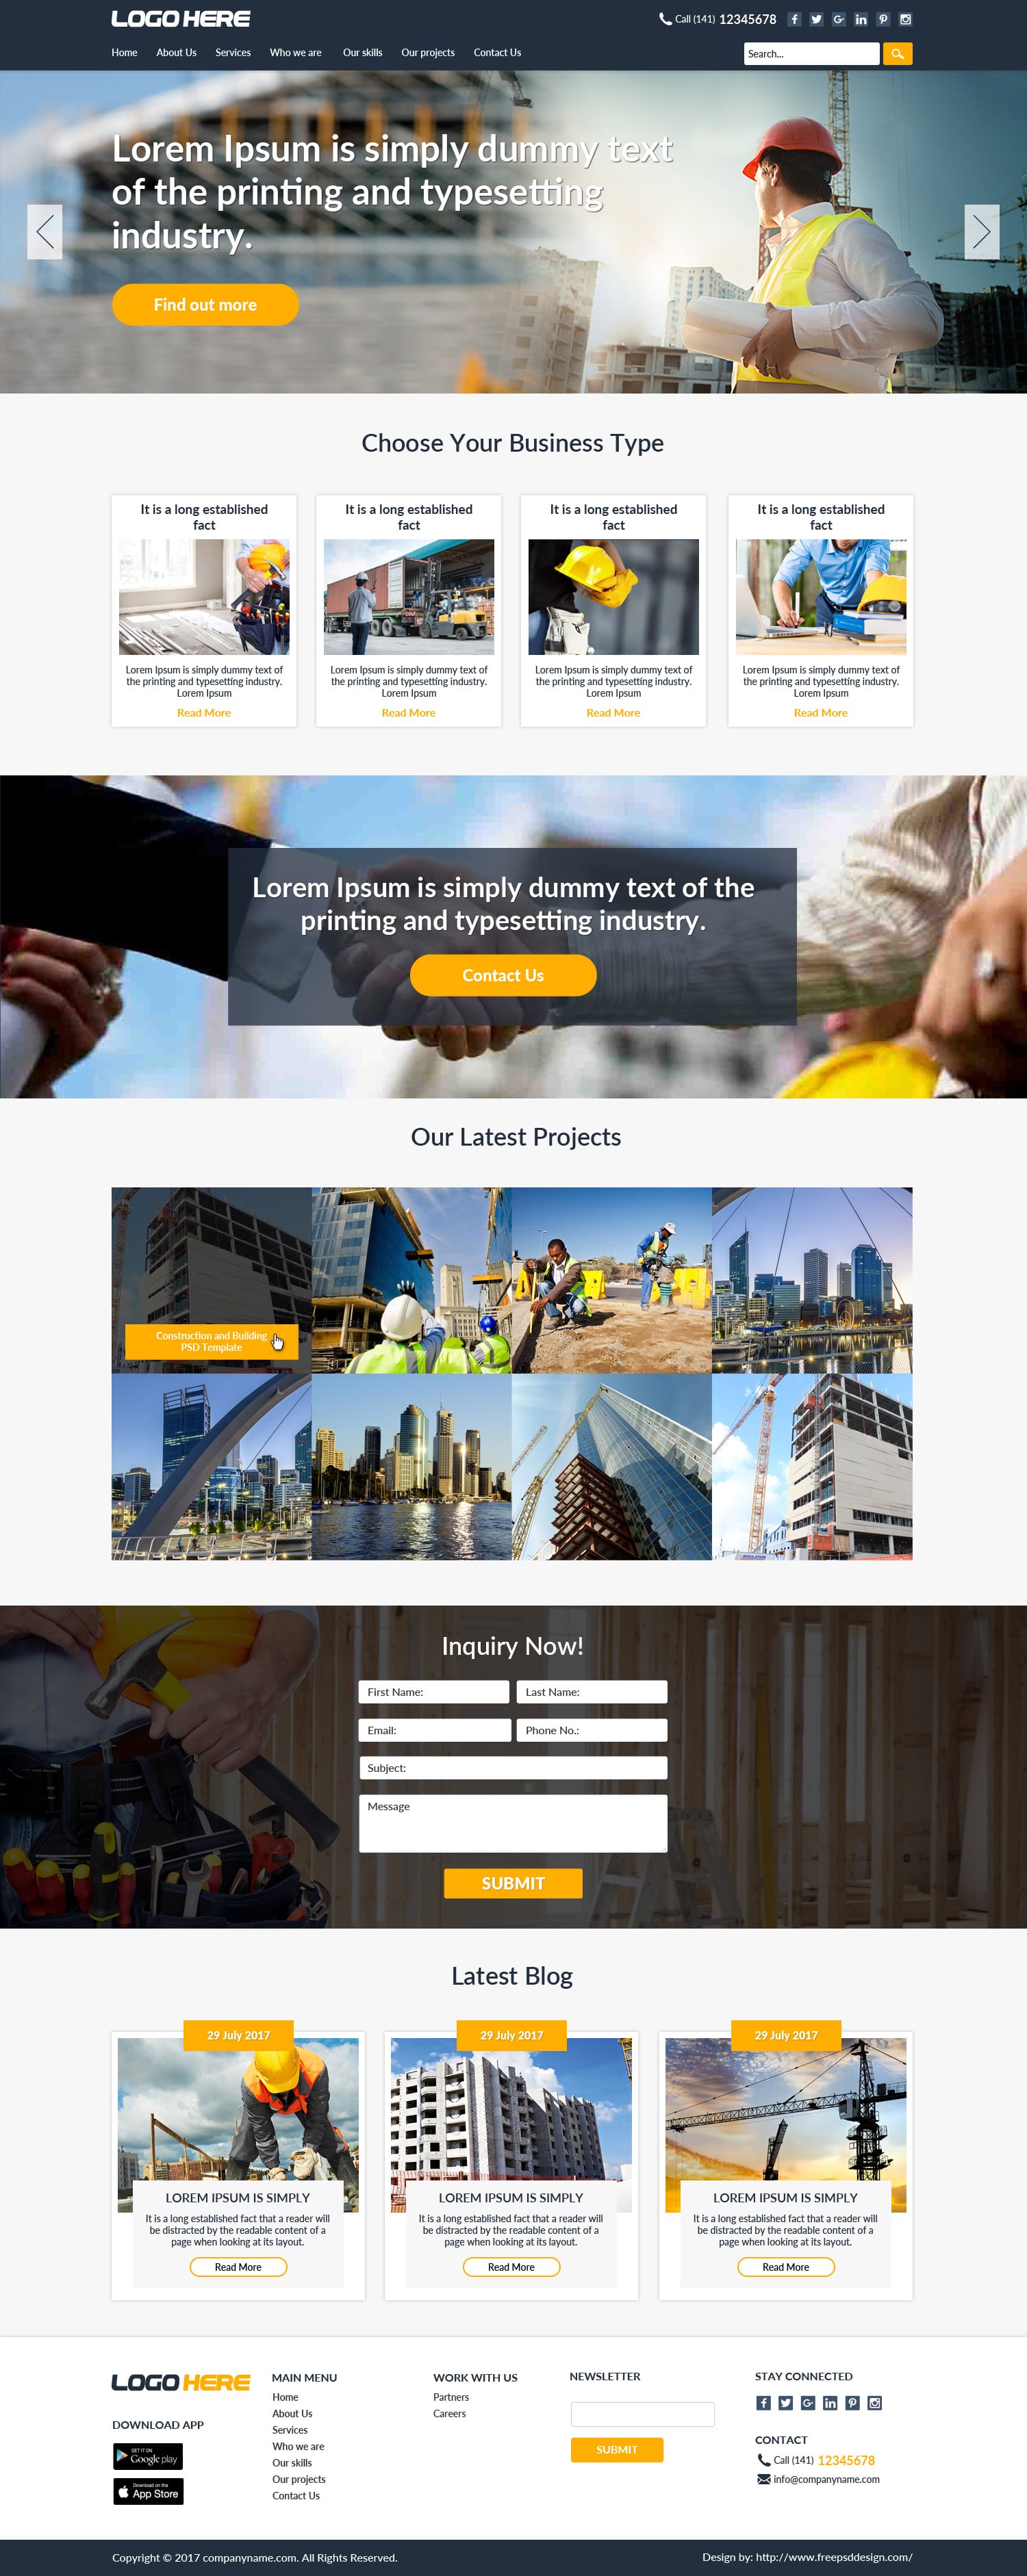 LOGO HERE
Call (141) 12345678
Home About Us Services Who we are Our skills Our projects Contact Us
Search...
Lorem Ipsum is simply dummy text
of the printing and typesetting
industry.
Find out more
Choose Your Business Type
It is a long established
fact
Lorem Ipsum is simply dummy text of
the printing and typesetting industry.
Lorem Ipsum
Read More
It is a long established
fact
Lorem Ipsum is simply dummy text of
the printing and typesetting industry.
Lorem Ipsum
Read More
It is a long established
fact
Lorem Ipsum is simply dummy text of
the printing and typesetting industry.
Lorem Ipsum
Read More
It is a long established
fact
Lorem Ipsum is simply dummy text of
the printing and typesetting industry.
Lorem Ipsum
Read More
Lorem Ipsum is simply dummy text of the
printing and typesetting industry.
Contact Us
Our Latest Projects
Construction and Building
PSD Template
Inquiry Now!
First Name:
Last Name:
Email:
Phone No.:
Subject:
Message
SUBMIT
Latest Blog
29 July 2017
LOREM IPSUM IS SIMPLY
It is a long established fact that a reader will
be distracted by the readable content of a
page when looking at its layout.
Read More
29 July 2017
LOREM IPSUM IS SIMPLY
It is a long established fact that a reader will
be distracted by the readable content of a
page when looking at its layout.
Read More
29 July 2017
LOREM IPSUM IS SIMPLY
It is a long established fact that a reader will
be distracted by the readable content of a
page when looking at its layout.
Read More
LOGO HERE
DOWNLOAD APP
GET IT ON
Google play
Download on the
App Store
MAIN MENU
Home
About Us
Services
Who we are
Our skills
Our projects
Contact Us
WORK WITH US
Partners
Careers
NEWSLETTER
SUBMIT
STAY CONNECTED
CONTACT
Call (141) 12345678
info@companyname.com
Copyright © 2017 companyname.com. All Rights Reserved.
Design by: http://www.freepsddesign.com/